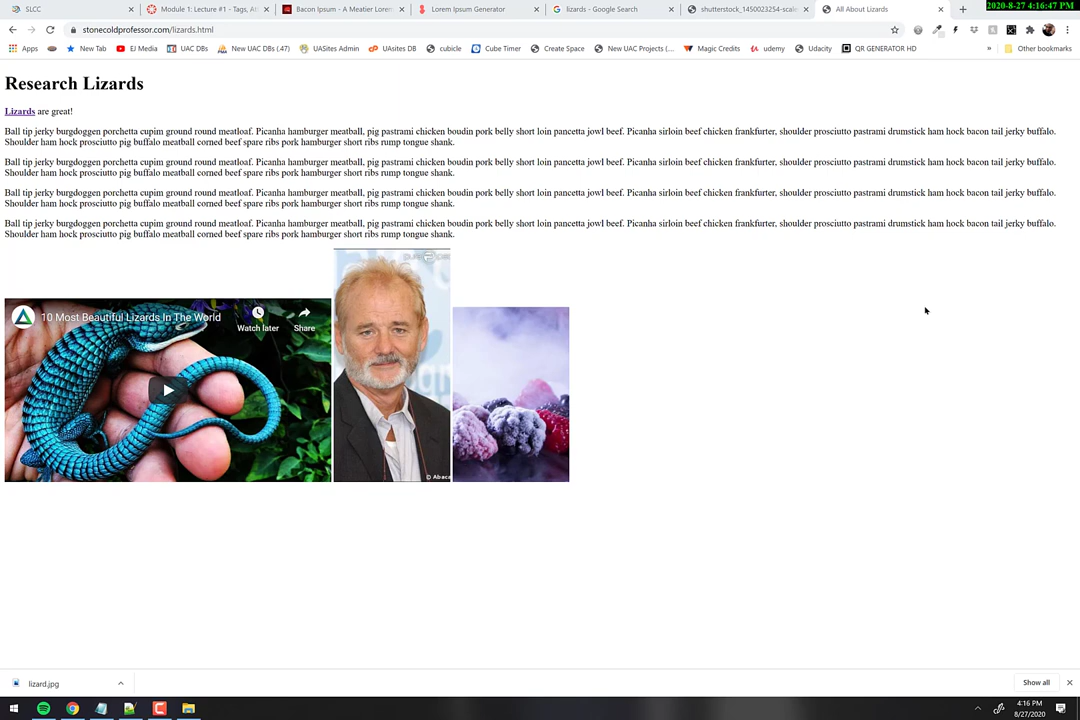 SLCC
Module 1: Lecture #1 - Tags, At
Bacon Ipsum - A Meatier Lorem
Lorem Ipsum Generator
lizards - Google Search
shutterstock_1450023254-scale
All About Lizards
2020-8-27 4:16:47 PM
stonecoldprofessor.com/lizards.html
Apps
New Tab
EJ Media
UAC DBs
New UAC DBs (.47)
UASites Admin
UAsites DB
cubicle
Cube Timer
Create Space
New UAC Projects (...
Magic Credits
udemy
Udacity
QR GENERATOR HD
»
Other bookmarks
Research Lizards
Lizards are great!
Ball tip jerky burgdoggen porchetta cupim ground round meatloaf. Picanha hamburger meatball, pig pastrami chicken boudin pork belly short loin pancetta jowl beef. Picanha sirloin beef chicken frankfurter, shoulder prosciutto pastrami drumstick ham hock bacon tail jerky buffalo.
Shoulder ham hock prosciutto pig buffalo meatball corned beef spare ribs pork hamburger short ribs rump tongue shank.
Ball tip jerky burgdoggen porchetta cupim ground round meatloaf. Picanha hamburger meatball, pig pastrami chicken boudin pork belly short loin pancetta jowl beef. Picanha sirloin beef chicken frankfurter, shoulder prosciutto pastrami drumstick ham hock bacon tail jerky buffalo.
Shoulder ham hock prosciutto pig buffalo meatball corned beef spare ribs pork hamburger short ribs rump tongue shank.
Ball tip jerky burgdoggen porchetta cupim ground round meatloaf. Picanha hamburger meatball, pig pastrami chicken boudin pork belly short loin pancetta jowl beef. Picanha sirloin beef chicken frankfurter, shoulder prosciutto pastrami drumstick ham hock bacon tail jerky buffalo.
Shoulder ham hock prosciutto pig buffalo meatball corned beef spare ribs pork hamburger short ribs rump tongue shank.
Ball tip jerky burgdoggen porchetta cupim ground round meatloaf. Picanha hamburger meatball, pig pastrami chicken boudin pork belly short loin pancetta jowl beef. Picanha sirloin beef chicken frankfurter, shoulder prosciutto pastrami drumstick ham hock bacon tail jerky buffalo.
Shoulder ham hock prosciutto pig buffalo meatball corned beef spare ribs pork hamburger short ribs rump tongue shank.
10 Most Beautiful Lizards In The World
Watch later
Share
© Abaca
lizard.jpg
Show all
4:16 PM
8/27/2020